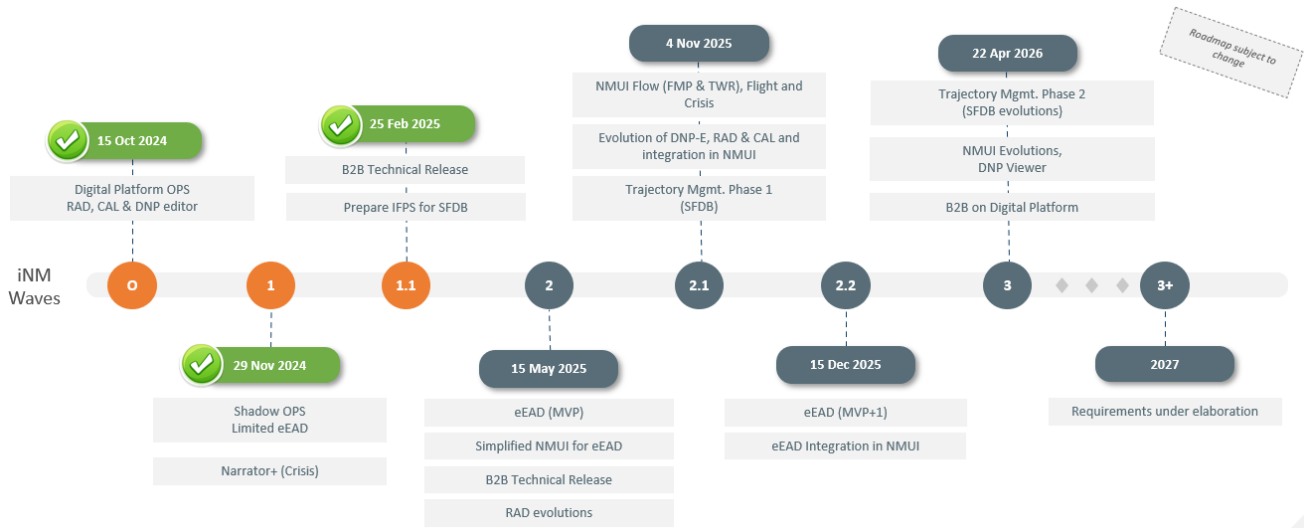 Roadmap subject to
change
4 Nov 2025
NMUI Flow (FMP & TWR), Flight and
Crisis
Evolution of DNP-E, RAD & CAL and
integration in NMUI
Trajectory Mgmt. Phase 1
(SFDB)
22 Apr 2026
Trajectory Mgmt. Phase 2
(SFDB evolutions)
NMUI Evolutions,
DNP Viewer
B2B on Digital Platform
15 Oct 2024
Digital Platform OPS
RAD, CAL & DNP editor
25 Feb 2025
B2B Technical Release
Prepare IFPS for SFDB
iNM
Waves
O
1
1.1
2
2.1
2.2
3
3+
29 Nov 2024
Shadow OPS
Limited eEAD
Narrator+ (Crisis)
15 May 2025
eEAD (MVP)
Simplified NMUI for eEAD
B2B Technical Release
RAD evolutions
15 Dec 2025
eEAD (MVP+1)
eEAD Integration in NMUI
2027
Requirements under elaboration